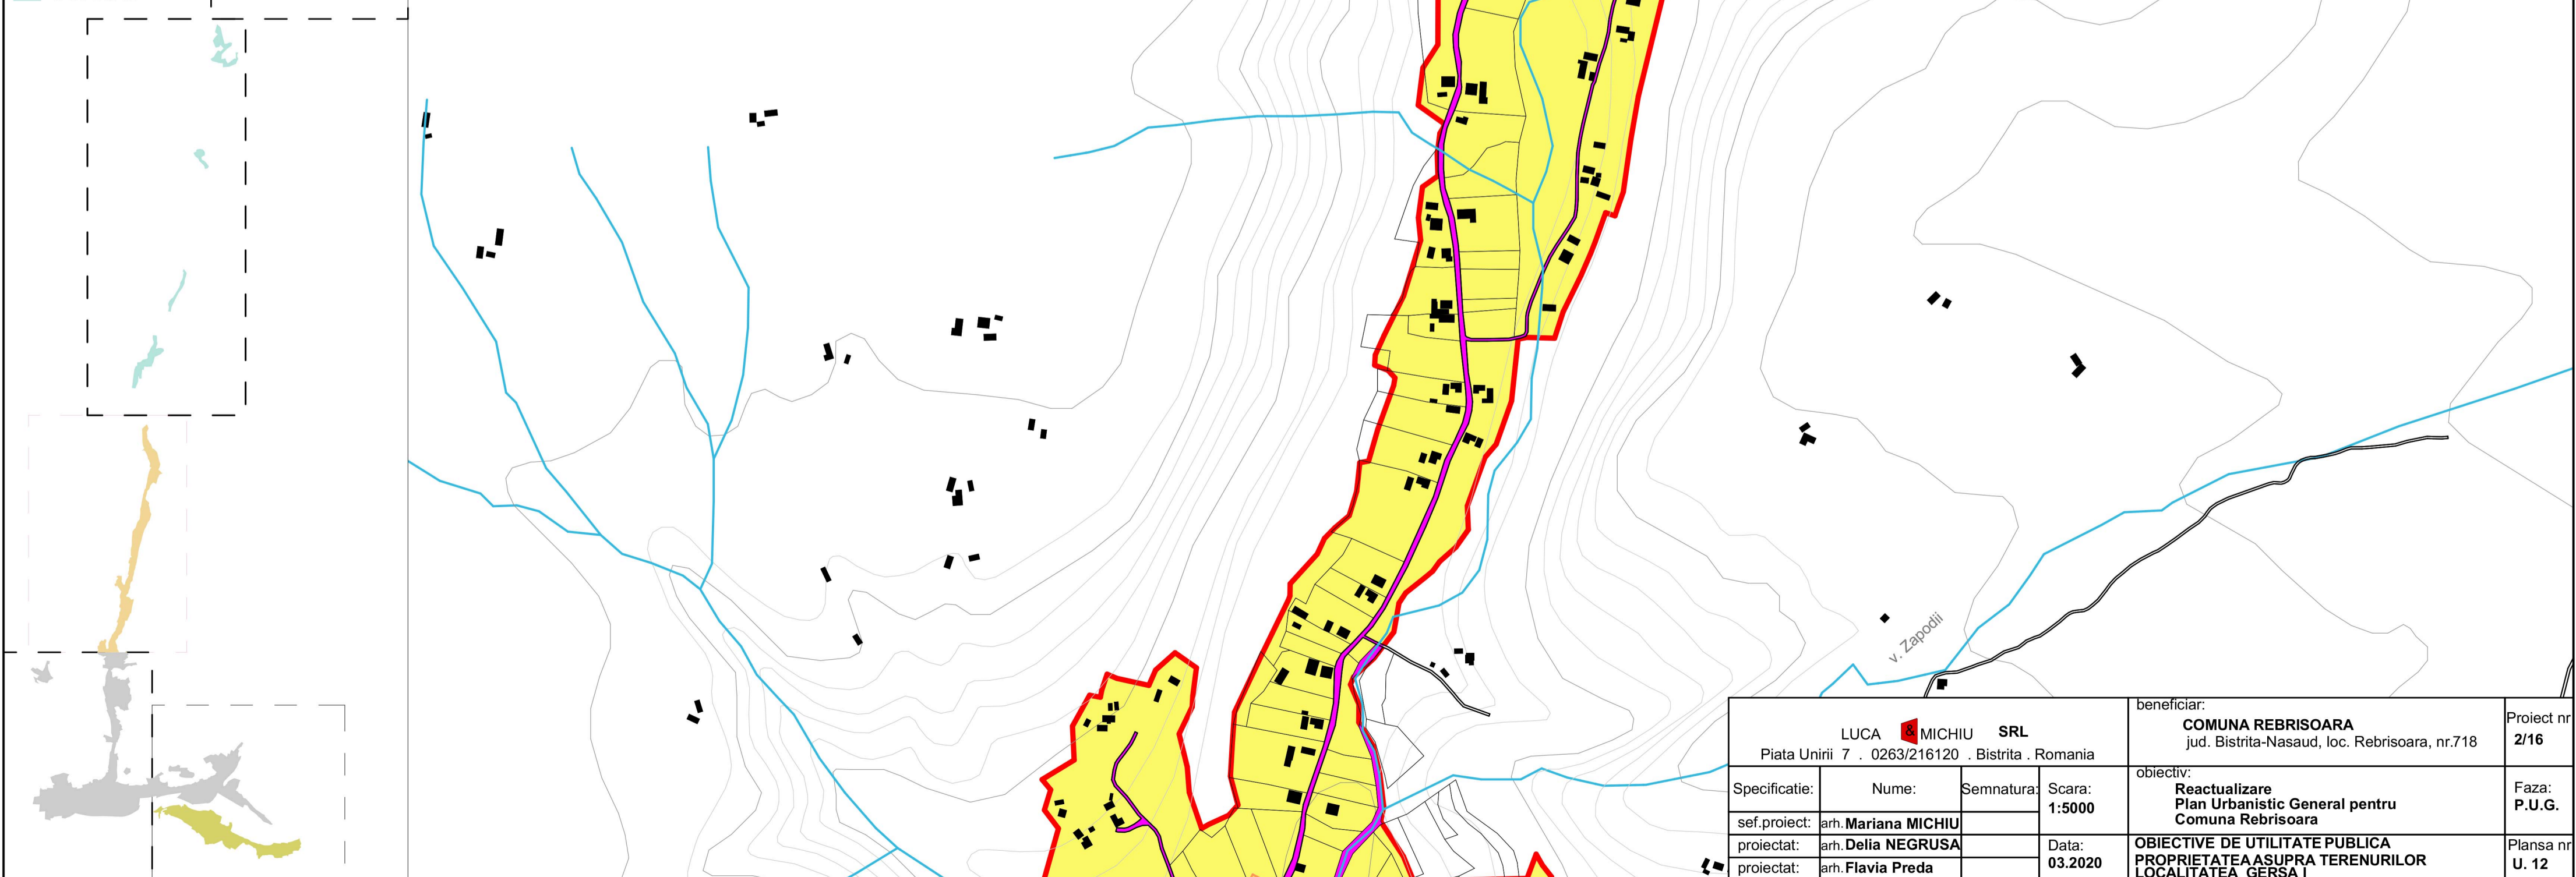 v. Zapodii
LUCA & MICHIU SRL
Piata Unirii 7 . 0263/216120 . Bistrita . Romania
beneficiar:
COMUNA REBRISOARA
jud. Bistrita-Nasaud, loc. Rebrisoara, nr.718
Proiect nr
2/16
Specificatie:
Nume:
Semnatura:
Scara:
1:5000
obiectiv:
Reactualizare
Plan Urbanistic General pentru
Comuna Rebrisoara
Faza:
P.U.G.
sef.proiect: arh. Mariana MICHIU
proiectat: arh. Delia NEGRUSA
proiectat: arh. Flavia Preda
Data:
03.2020
OBIECTIVE DE UTILITATE PUBLICA
PROPRIETATEA ASUPRA TERENURILOR
LOCALITATEA GERSA I
Plansa nr
U. 12